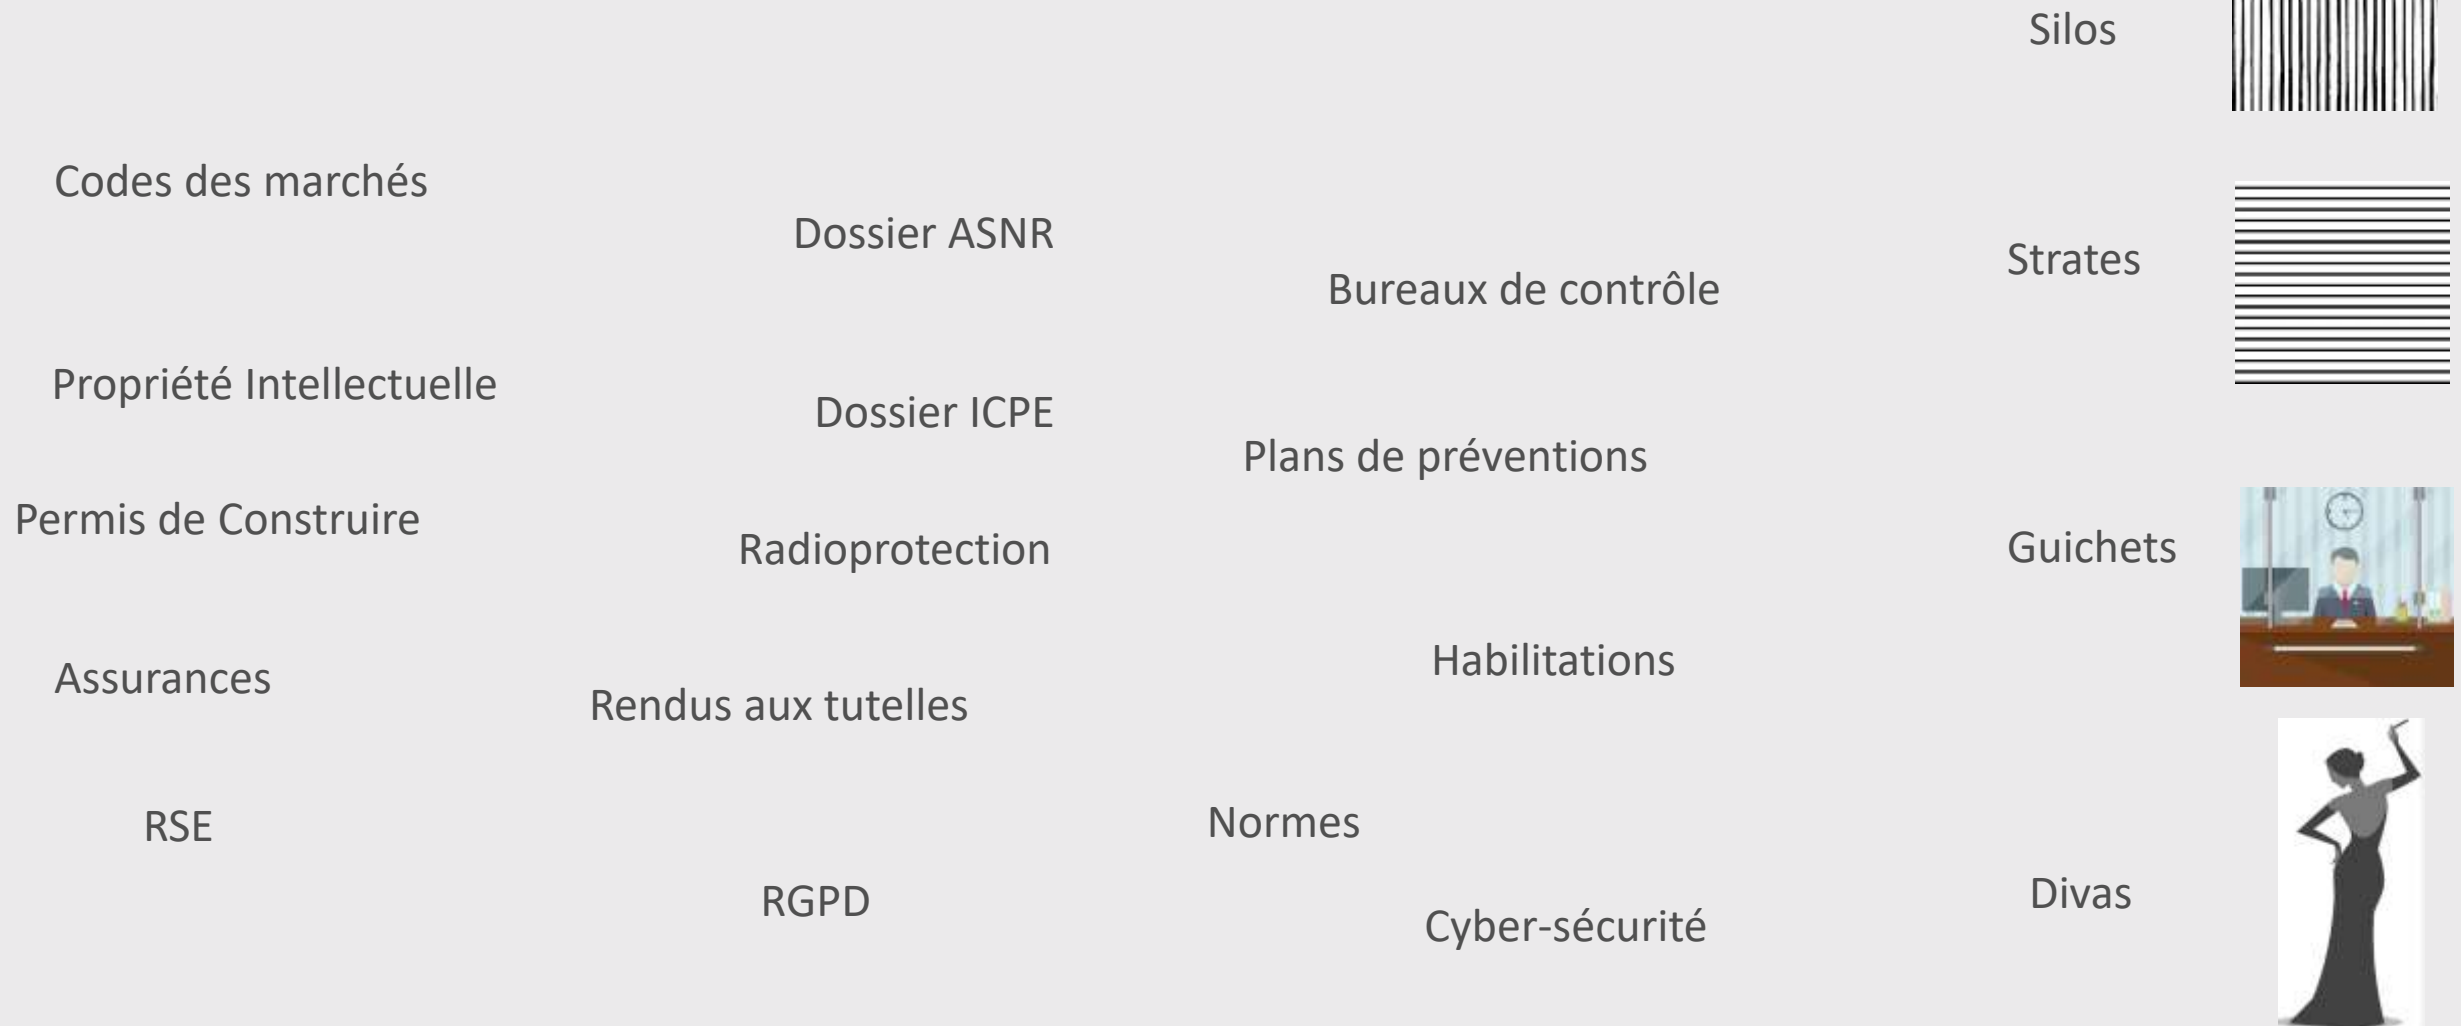 Silos
Codes des marchés
Dossier ASNR
Strates
Bureaux de contrôle
Propriété Intellectuelle
Dossier ICPE
Plans de préventions
Permis de Construire
Guichets
Radioprotection
Habilitations
Assurances
Rendus aux tutelles
RSE
Normes
Divas
RGPD
Cyber-sécurité